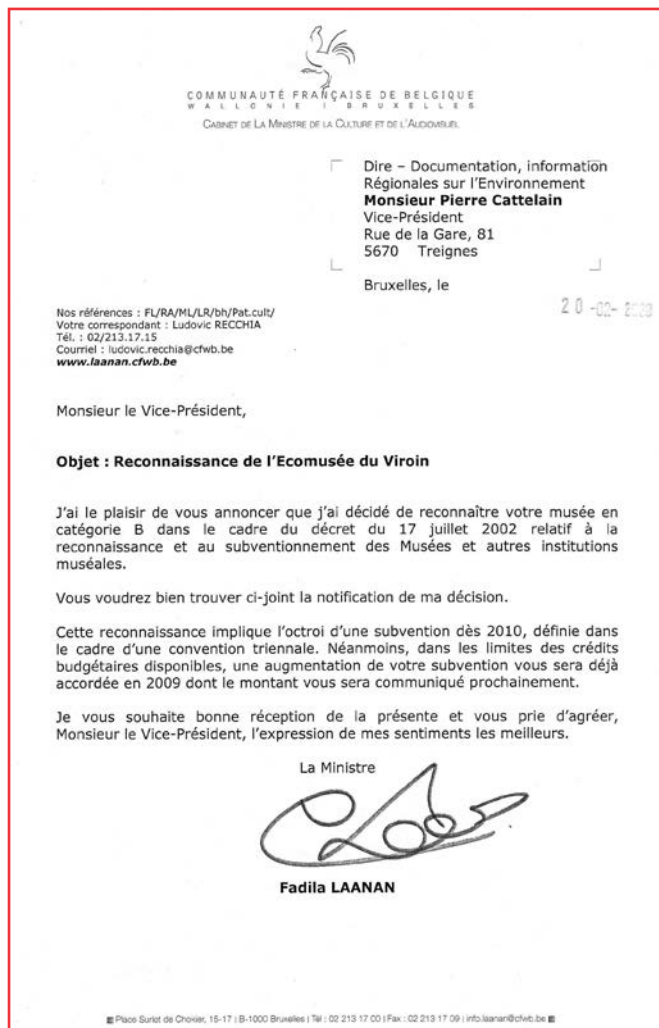 COMMUNAUTÉ FRANÇAISE DE BELGIQUE
WALLONIE | BRUXELLES
CABINET DE LA MINISTRE DE LA CULTURE ET DE L'AUDIOVISUEL
Dire – Documentation, information
Régionales sur l'Environnement
Monsieur Pierre Cattelain
Vice-Président
Rue de la Gare, 81
5670 Treignes
Bruxelles, le
20 -02-
Nos références : FL/RA/ML/LR/bh/Pat.cult/
Votre correspondant : Ludovic RECCHIA
Tél. : 02/213.17.15
Courriel : ludovic.recchia@cfwb.be
www.laanan.cfwb.be
Monsieur le Vice-Président,
Objet : Reconnaissance de l'Ecomusée du Viroin
J'ai le plaisir de vous annoncer que j'ai décidé de reconnaître votre musée en
catégorie B dans le cadre du décret du 17 juillet 2002 relatif à la
reconnaissance et au subventionnement des Musées et autres institutions
muséales.
Vous voudrez bien trouver ci-joint la notification de ma décision.
Cette reconnaissance implique l'octroi d'une subvention dès 2010, définie dans
le cadre d'une convention triennale. Néanmoins, dans les limites des crédits
budgétaires disponibles, une augmentation de votre subvention vous sera déjà
accordée en 2009 dont le montant vous sera communiqué prochainement.
Je vous souhaite bonne réception de la présente et vous prie d'agréer,
Monsieur le Vice-Président, l'expression de mes sentiments les meilleurs.
La Ministre
Fadila LAANAN
Place Surlet de Chokier, 15-17 | B-1000 Bruxelles | Tél : 02 213 17 00 | Fax : 02 213 17 09 | info.laanan@cfwb.be